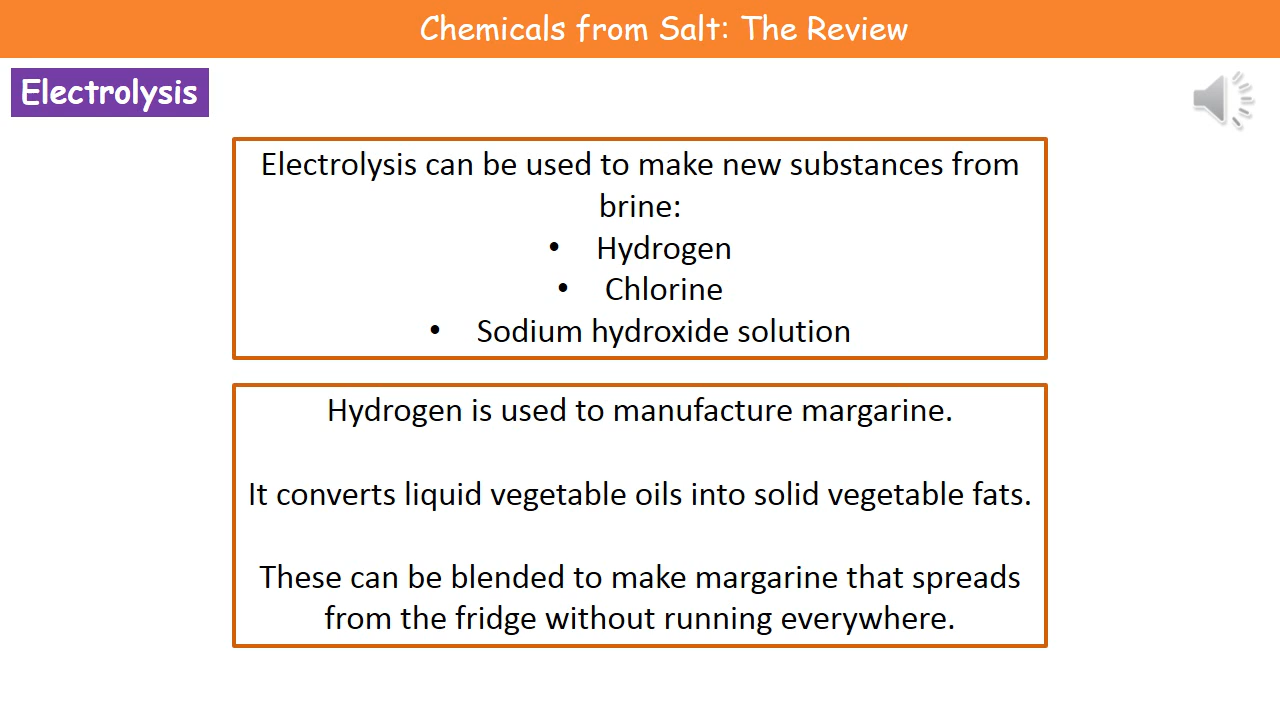 Chemicals from Salt: The Review
Electrolysis
Electrolysis can be used to make new substances from
brine:
• Hydrogen
• Chlorine
• Sodium hydroxide solution
Hydrogen is used to manufacture margarine.
It converts liquid vegetable oils into solid vegetable fats.
These can be blended to make margarine that spreads
from the fridge without running everywhere.